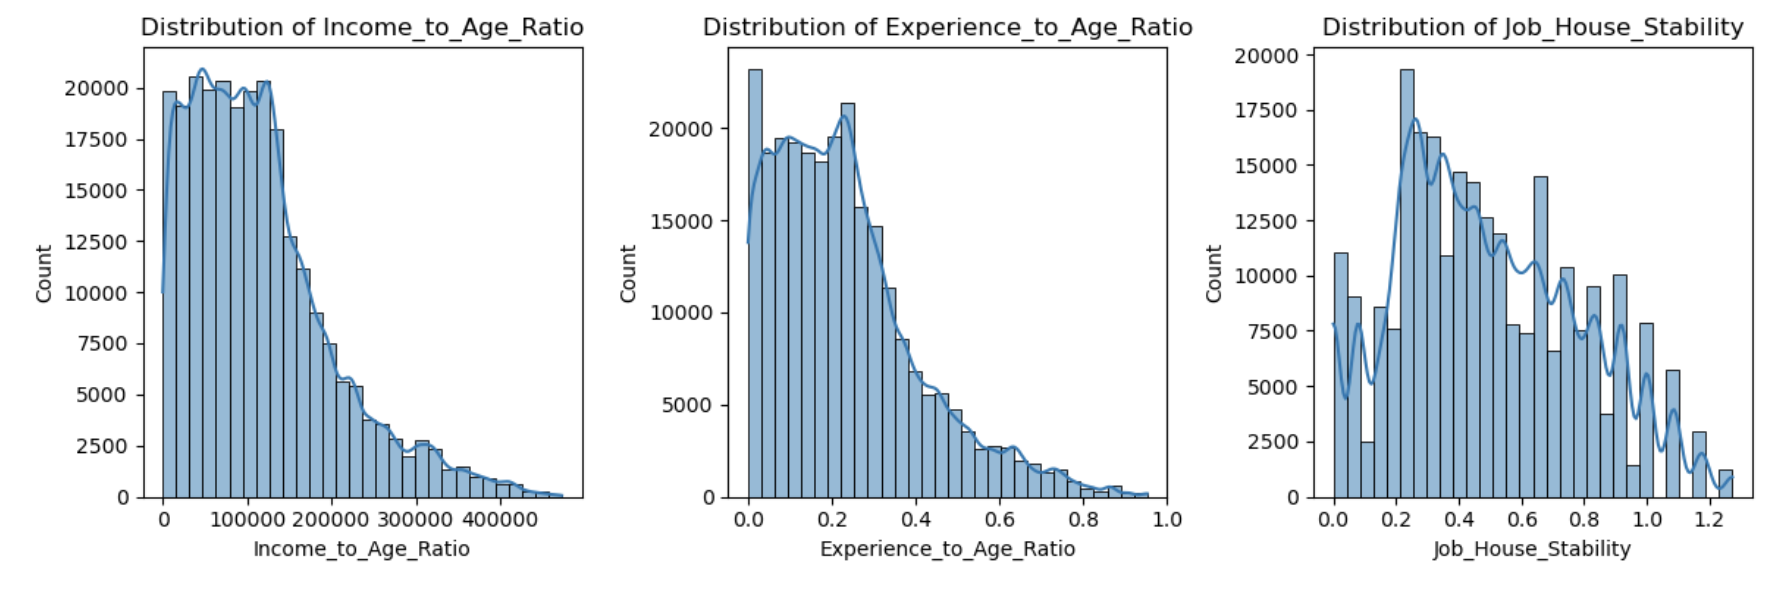 Distribution of Income_to_Age_Ratio
20000
17500
15000
12500
10000
7500
5000
2500
0
Count
0 100000 200000 300000 400000
Income_to_Age_Ratio
Distribution of Experience_to_Age_Ratio
20000
15000
10000
5000
0
Count
0.0 0.2 0.4 0.6 0.8 1.0
Experience_to_Age_Ratio
Distribution of Job_House_Stability
20000
17500
15000
12500
10000
7500
5000
2500
0
Count
0.0 0.2 0.4 0.6 0.8 1.0 1.2
Job_House_Stability